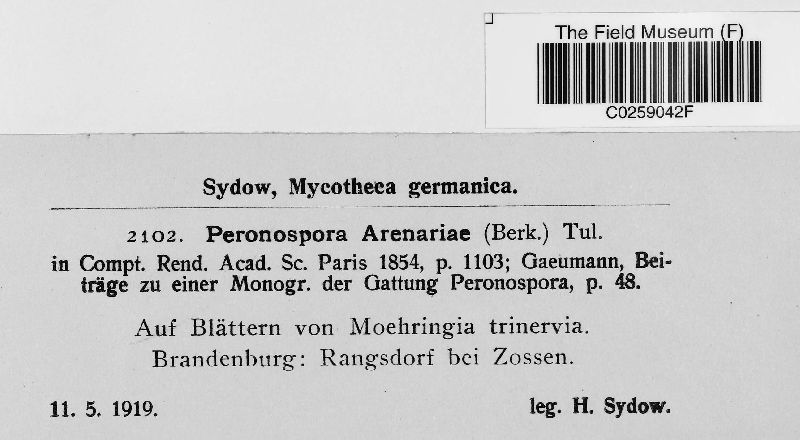 The Field Museum (F)
C0259042F
Sydow, Mycotheca germanica.
2102. Peronospora Arenariae (Berk.) Tul.
in Compt. Rend. Acad. Sc. Paris 1854, p. 1103; Gaeumann, Bei-
träge zu einer Monogr. der Gattung Peronospora, p. 48.
Auf Blättern von Moehringia trinervia.
Brandenburg: Rangsdorf bei Zossen.
11. 5. 1919. leg. H. Sydow.